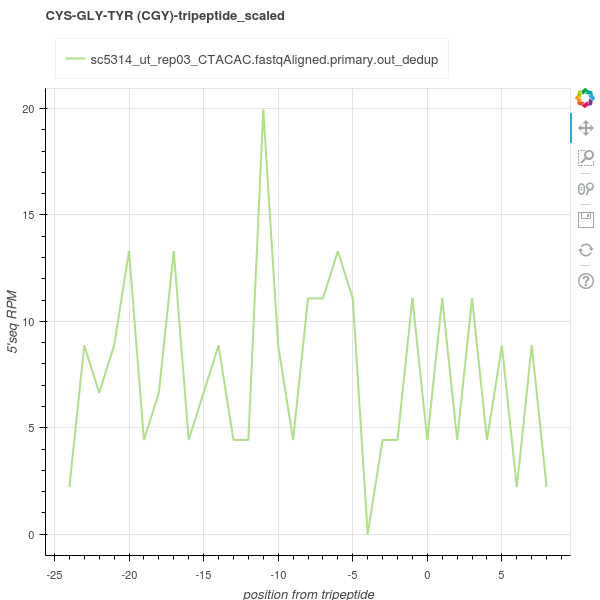 CYS-GLY-TYR (CGY)-tripeptide_scaled
sc5314_ut_rep03_CTACAC.fastqAligned.primary.out_dedup
20
15
10
5
0
5'seq RPM
-25 -20 -15 -10 -5 0 5
position from tripeptide